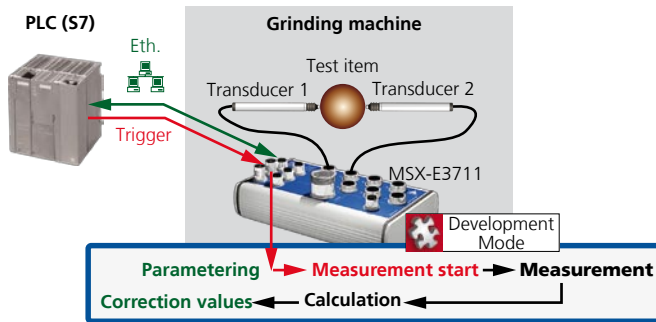 PLC (S7)
Grinding machine
Eth.
Test item
Transducer 1
Transducer 2
Trigger
MSX-E3711
Development
Mode
Parametering
Measurement start
Measurement
Correction values
Calculation